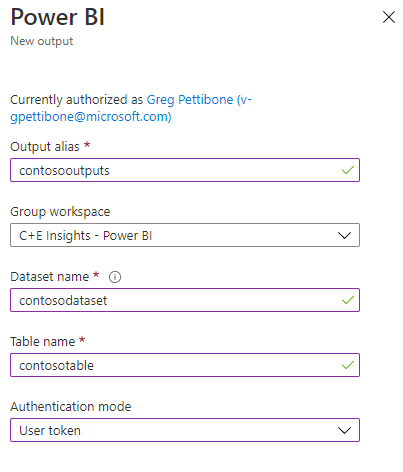 Power BI
New output
Currently authorized as Greg Pettibone (v-
gpettibone@microsoft.com)
Output alias *
contosooutputs
Group workspace
C+E Insights - Power BI
Dataset name *
contosodataset
Table name *
contosotable
Authentication mode
User token